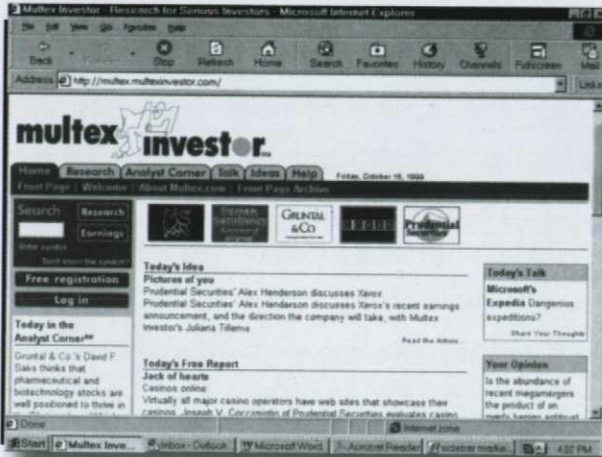 Multex Investor - Research for Serious Investors - Microsoft Internet Explorer
File Edit View Go Favorites Help
Back Forward Stop Refresh Home Search Favorites History Channels Fullscreen Mail
Address http://multex.multexinvestor.com/ Links
multex investor
Home Research Analyst Corner Talk Ideas Help Friday, October 15, 1999
Front Page | Welcome | About Multex.com | Front Page Archive
Search Research
Earnings
Enter symbol
Don't know the symbol?
Free registration
Log in
GRUNTAL & CO
Prudential
Today in the
Analyst Corner
Gruntal & Co.'s David F
Saks thinks that
pharmaceutical and
biotechnology stocks are
well positioned to thrive in
Today's Idea
Pictures of you
Prudential Securities' Alex Henderson discusses Xerox
Prudential Securities' Alex Henderson discusses Xerox's recent earnings
announcement, and the direction the company will take, with Multex
Investor's Juliana Tillema
Read the Article
Today's Free Report
Jack of hearts
Casinos online
Virtually all major casino operators have web sites that showcase their
casinos. Joseph V. Coccimiglio of Prudential Securities evaluates casino
Today's Talk
Microsoft's
Expedia Dangerous
expeditions?
Share Your Thoughts
Your Opinion
Is the abundance of
recent megamergers
the product of an
Done Internet zone
Start Multex Inve... Inbox - Outlook Microsoft Word Acrobat Reader sidebar marke... 4:02 PM